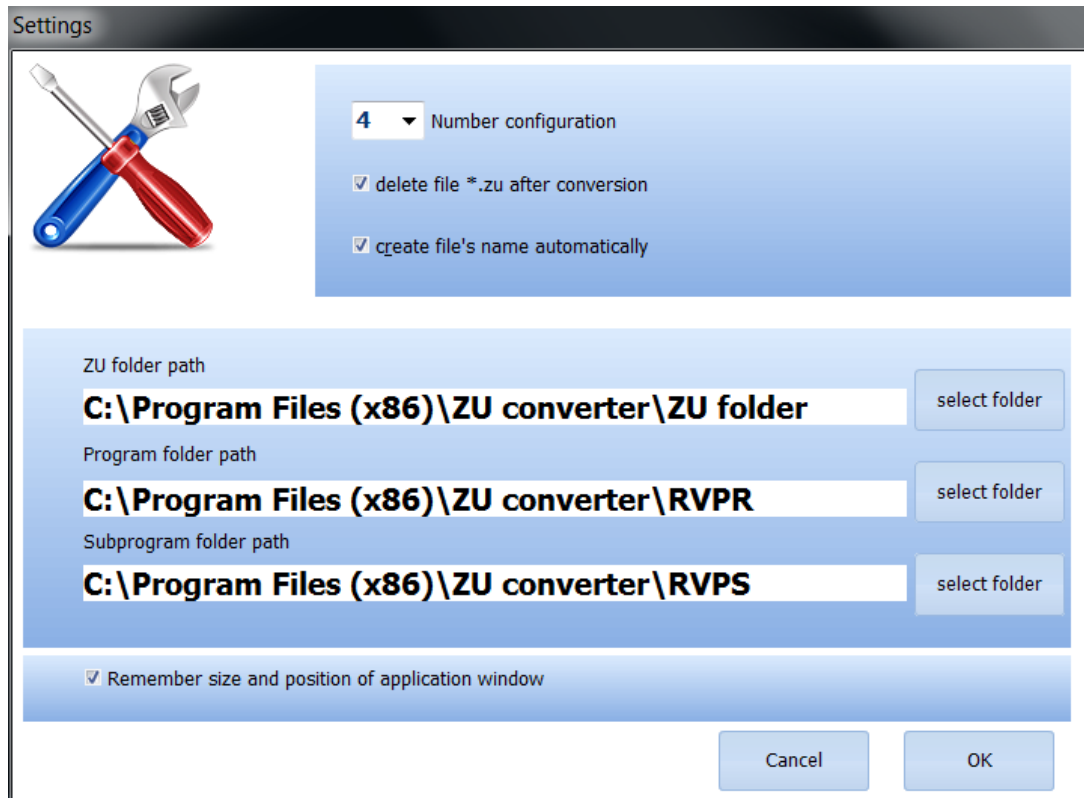 Settings
4 Number configuration
delete file *.zu after conversion
create file's name automatically
ZU folder path
C:\Program Files (x86)\ZU converter\ZU folder
select folder
Program folder path
C:\Program Files (x86)\ZU converter\RVPR
select folder
Subprogram folder path
C:\Program Files (x86)\ZU converter\RVPS
select folder
Remember size and position of application window
Cancel
OK